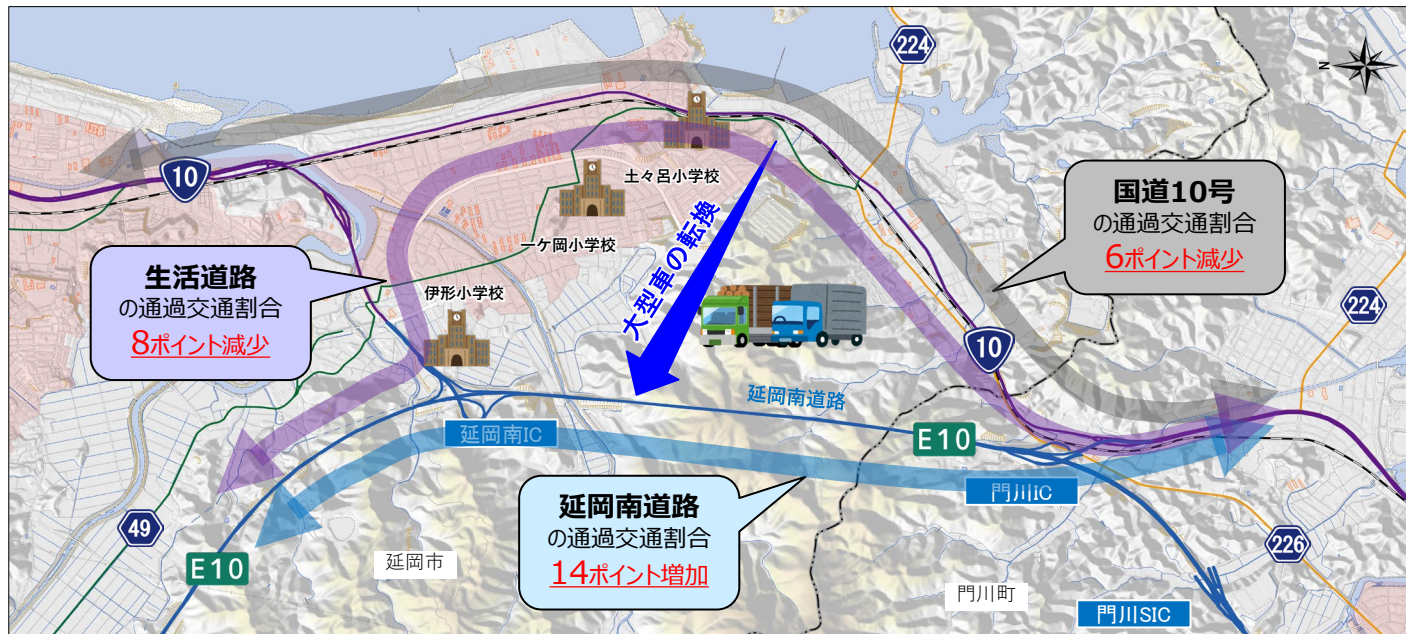 224
N
10
土々呂小学校
国道10号
の通過交通割合
6ポイント減少
一ケ岡小学校
大型車の転換
生活道路
の通過交通割合
8ポイント減少
伊形小学校
224
10
延岡南道路
延岡南IC
E10
門川IC
延岡南道路
の通過交通割合
14ポイント増加
49
226
E10
延岡市
門川町
門川SIC